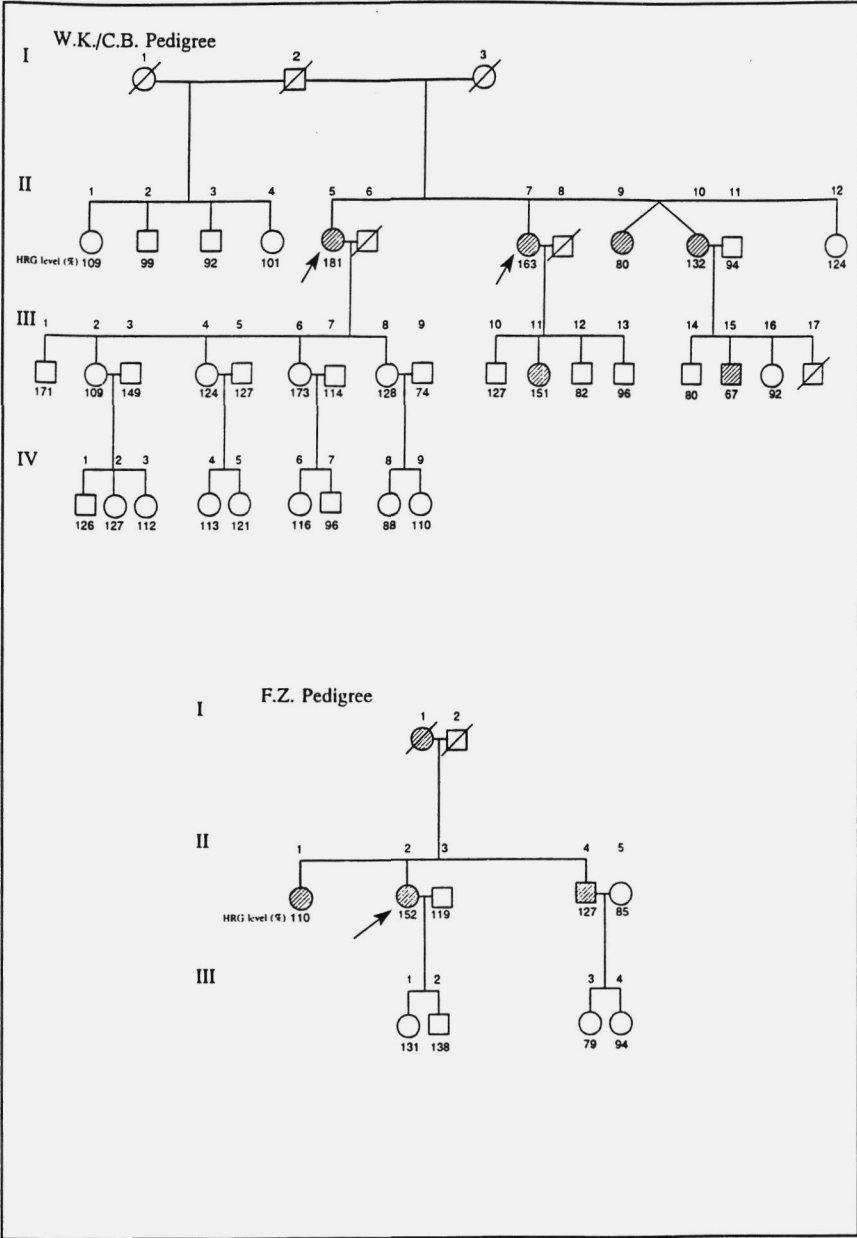 W.K./C.B. Pedigree
I
1 2 3
II
1 2 3 4 5 6 7 8 9 10 11 12
HRG level (%) 109 99 92 101 181 163 80 132 94 124
III
1 2 3 4 5 6 7 8 9 10 11 12 13 14 15 16 17
171 109 149 124 127 173 114 128 74 127 151 82 96 80 67 92
IV
1 2 3 4 5 6 7 8 9
126 127 112 113 121 116 96 88 110
F.Z. Pedigree
I
1 2
II
1 2 3 4 5
HRG level (%) 110 152 119 127 85
III
1 2 3 4
131 138 79 94